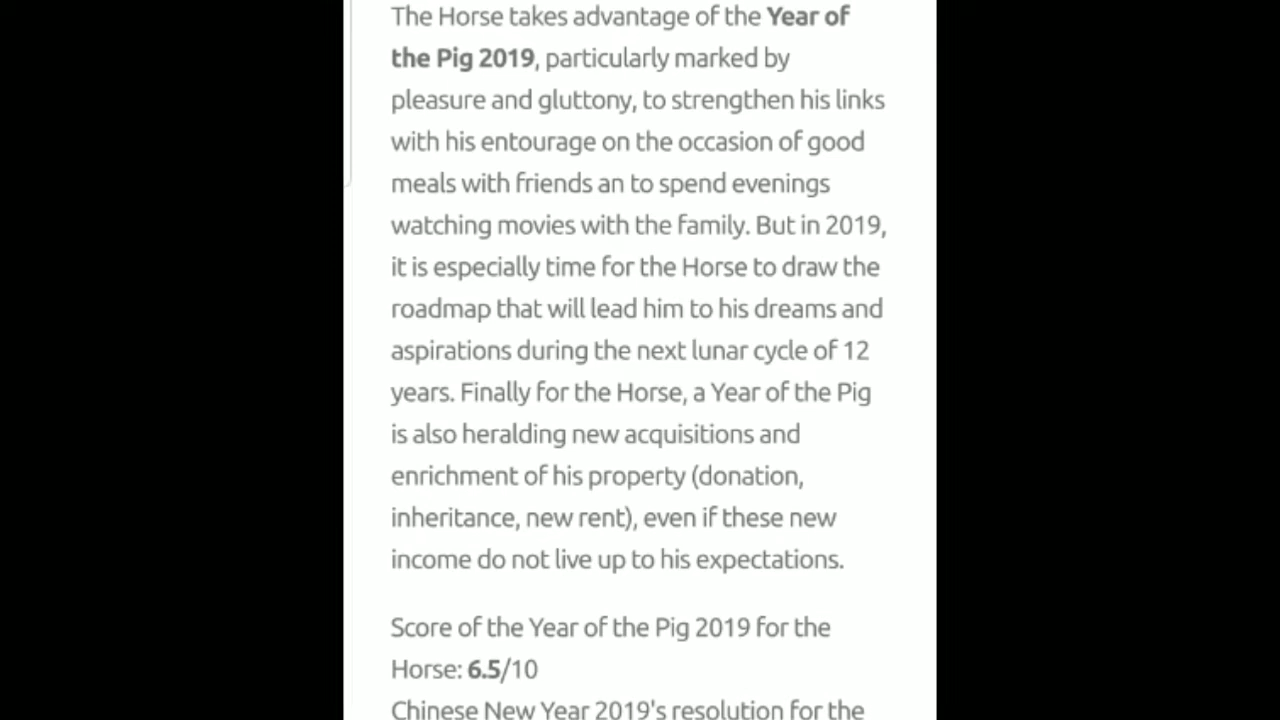 The Horse takes advantage of the Year of
the Pig 2019, particularly marked by
pleasure and gluttony, to strengthen his links
with his entourage on the occasion of good
meals with friends an to spend evenings
watching movies with the family. But in 2019,
it is especially time for the Horse to draw the
roadmap that will lead him to his dreams and
aspirations during the next lunar cycle of 12
years. Finally for the Horse, a Year of the Pig
is also heralding new acquisitions and
enrichment of his property (donation,
inheritance, new rent), even if these new
income do not live up to his expectations.
Score of the Year of the Pig 2019 for the
Horse: 6.5/10
Chinese New Year 2019's resolution for the